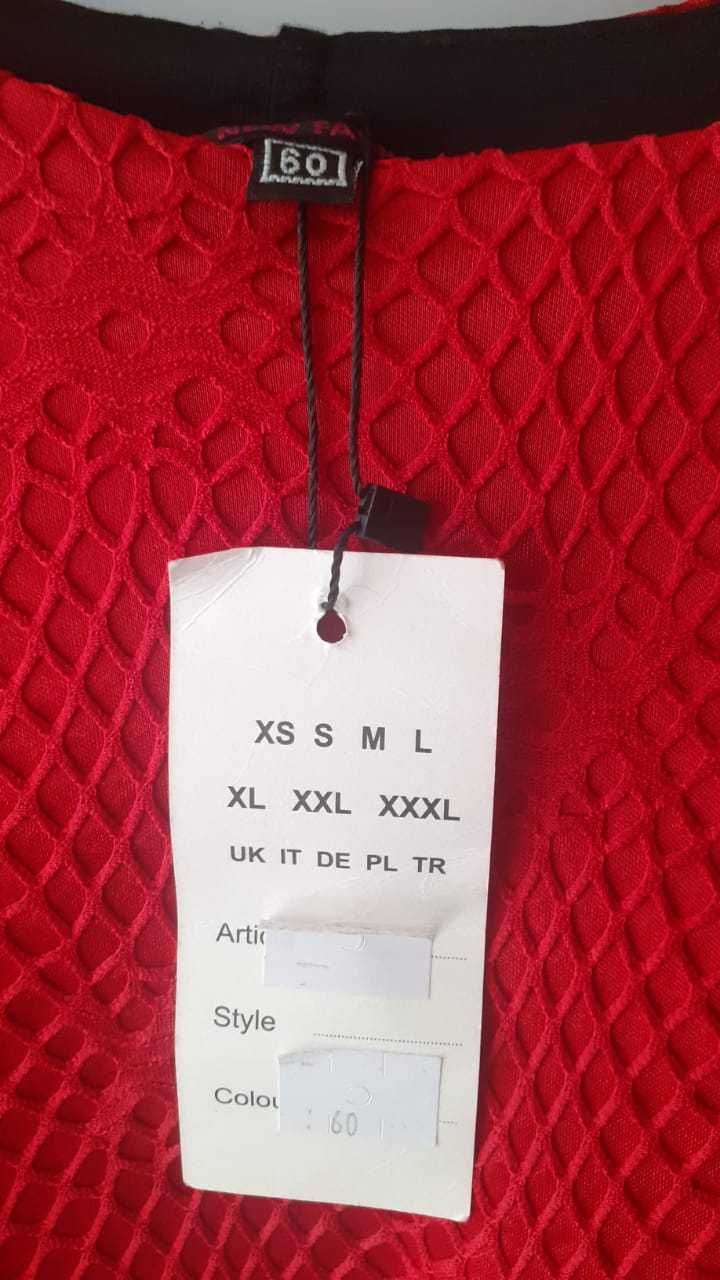 60
XS S M L
XL XXL XXXL
UK IT DE PL TR
Style
60